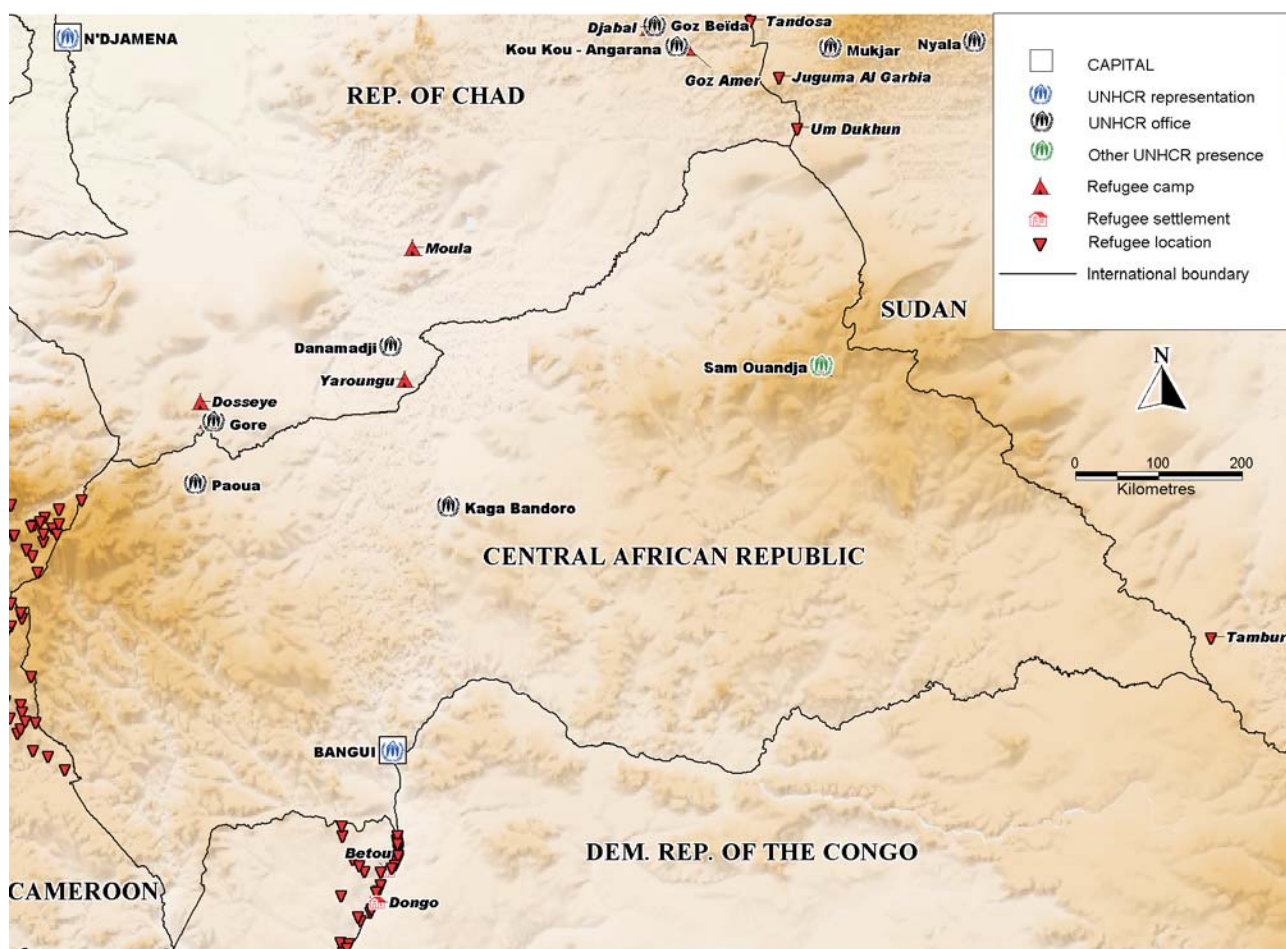 N'DJAMENA
Djabal
Goz Beïda
Tandosa
Kou Kou - Angarana
Mukjar
Nyala
Goz Amer
Juguma Al Garbia
REP. OF CHAD
Um Dukhun
CAPITAL
UNHCR representation
UNHCR office
Other UNHCR presence
Refugee camp
Refugee settlement
Refugee location
International boundary
Moula
SUDAN
Danamadji
Yaroungu
Sam Ouandja
N
Dosseye
Gore
0 100 200
Kilometres
Paoua
Kaga Bandoro
CENTRAL AFRICAN REPUBLIC
Tambur
BANGUI
Betou
DEM. REP. OF THE CONGO
CAMEROON
Dongo